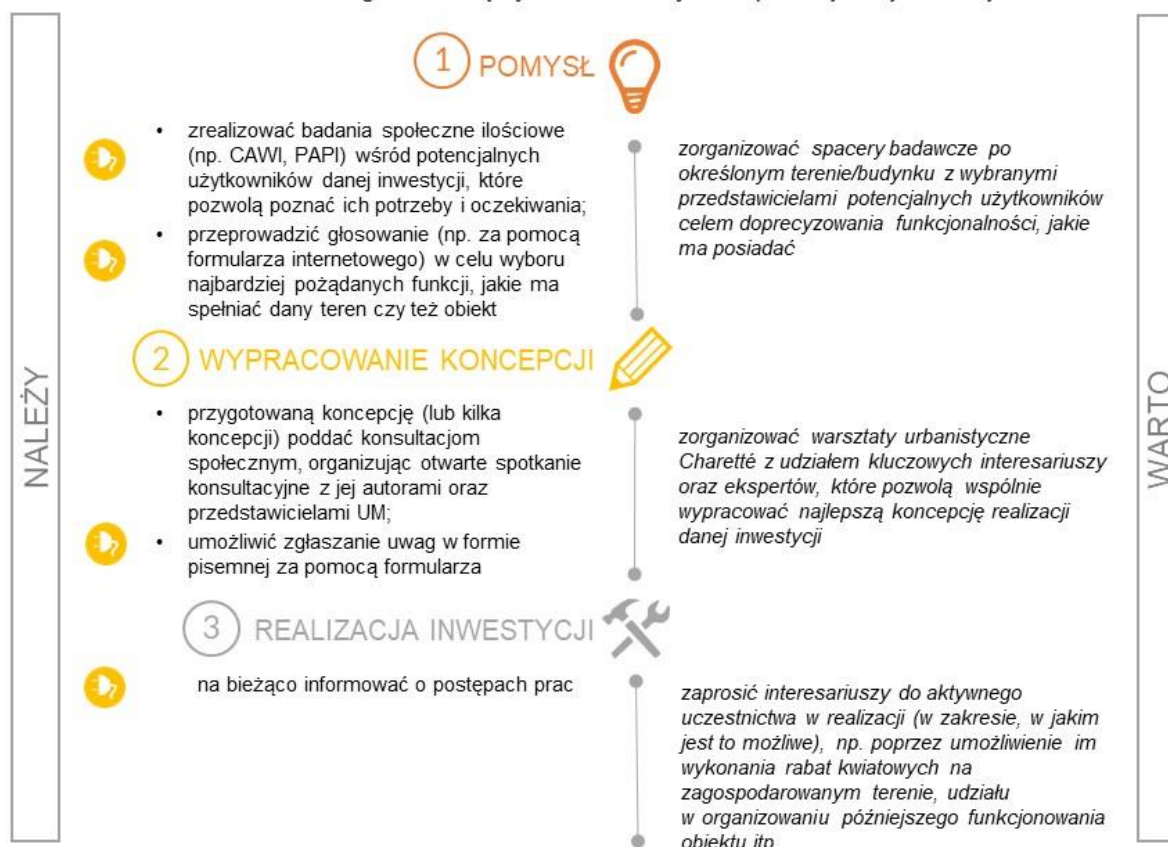 NALEŻY
WARTO
1 POMYSŁ
• zrealizować badania społeczne ilościowe
(np. CAWI, PAPI) wśród potencjalnych
użytkowników danej inwestycji, które
pozwolą poznać ich potrzeby i oczekiwania;
• przeprowadzić głosowanie (np. za pomocą
formularza internetowego) w celu wyboru
najbardziej pożądanych funkcji, jakie ma
spełniać dany teren czy też obiekt
zorganizować spacery badawcze po
określonym terenie/budynku z wybranymi
przedstawicielami potencjalnych użytkowników
celem doprecyzowania funkcjonalności, jakie
ma posiadać
2 WYPRACOWANIE KONCEPCJI
• przygotowaną koncepcję (lub kilka
koncepcji) poddać konsultacjom
społecznym, organizując otwarte spotkanie
konsultacyjne z jej autorami oraz
przedstawicielami UM;
• umożliwić zgłaszanie uwag w formie
pisemnej za pomocą formularza
zorganizować warsztaty urbanistyczne
Charetté z udziałem kluczowych interesariuszy
oraz ekspertów, które pozwolą wspólnie
wypracować najlepszą koncepcję realizacji
danej inwestycji
3 REALIZACJA INWESTYCJI
na bieżąco informować o postępach prac
zaprosić interesariuszy do aktywnego
uczestnictwa w realizacji (w zakresie, w jakim
jest to możliwe), np. poprzez umożliwienie im
wykonania rabat kwiatowych na
zagospodarowanym terenie, udziału
w organizowaniu późniejszego funkcjonowania
obiektu itp.